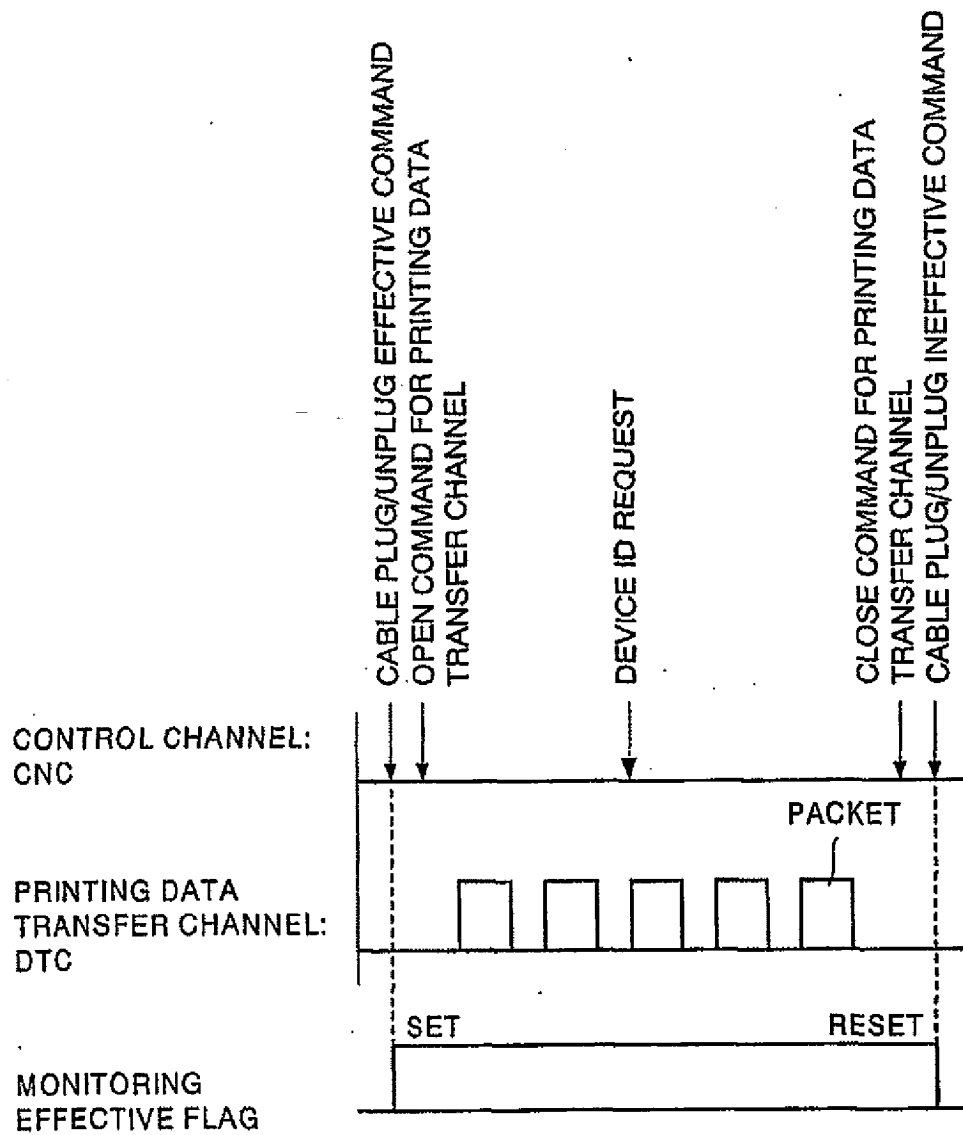 CABLE PLUG/UNPLUG EFFECTIVE COMMAND
OPEN COMMAND FOR PRINTING DATA
TRANSFER CHANNEL
DEVICE ID REQUEST
CLOSE COMMAND FOR PRINTING DATA
TRANSFER CHANNEL
CABLE PLUG/UNPLUG INEFFECTIVE COMMAND
CONTROL CHANNEL:
CNC
PACKET
PRINTING DATA
TRANSFER CHANNEL:
DTC
SET
RESET
MONITORING
EFFECTIVE FLAG